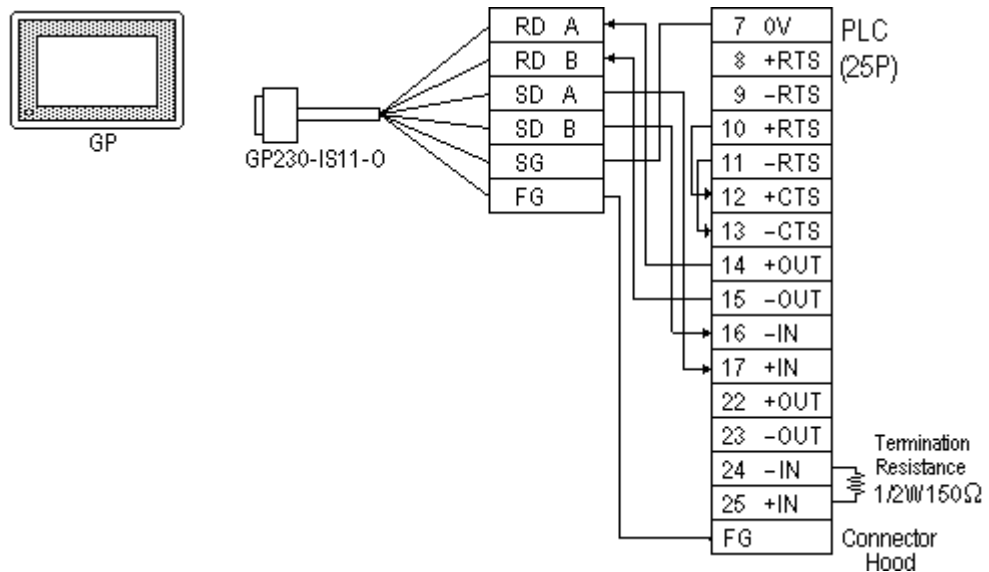 GP
GP230-IS11-O
RD A
RD B
SD A
SD B
SG
FG
7 0V
8 +RTS
9 -RTS
10 +RTS
11 -RTS
12 +CTS
13 -CTS
14 +OUT
15 -OUT
16 -IN
17 +IN
22 +OUT
23 -OUT
24 -IN
25 +IN
FG
PLC
(25P)
Termination
Resistance
1/2W150Ω
Connector
Hood